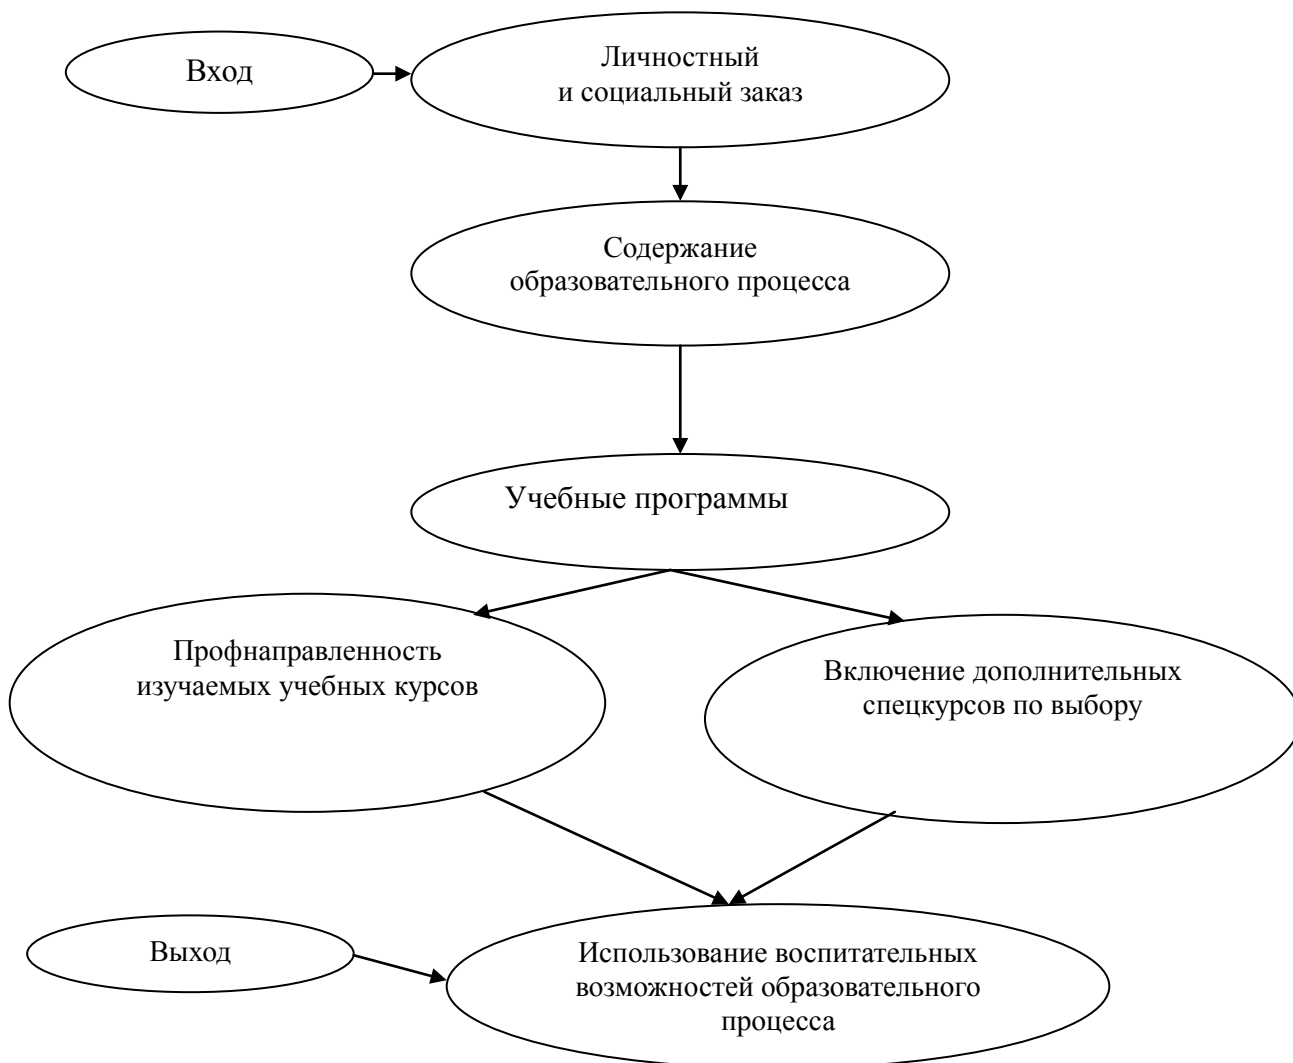 Вход
Личностный
и социальный заказ
Содержание
образовательного процесса
Учебные программы
Профнаправленность
изучаемых учебных курсов
Включение дополнительных
спецкурсов по выбору
Выход
Использование воспитательных
возможностей образовательного
процесса